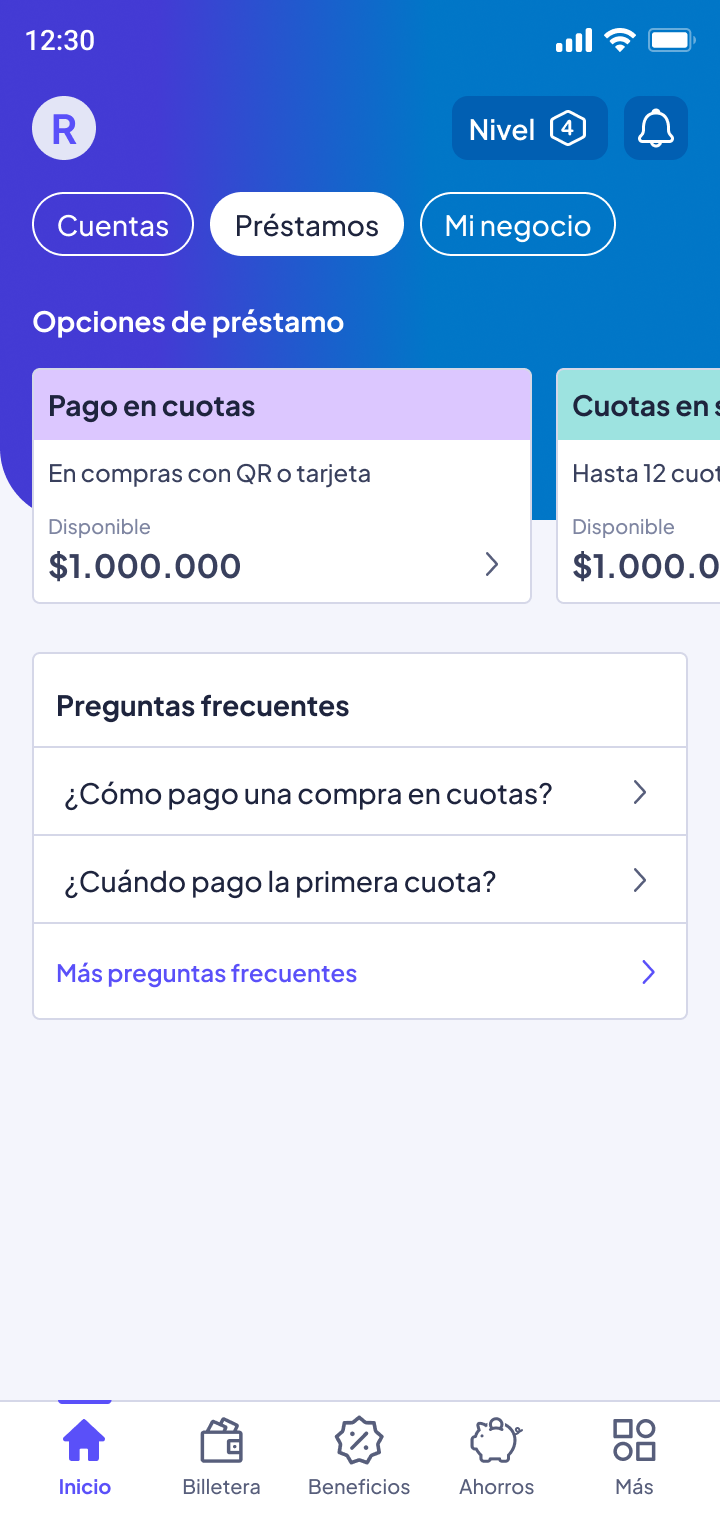 12:30
R
Nivel 4
Cuentas
Préstamos
Mi negocio
Opciones de préstamo
Pago en cuotas
En compras con QR o tarjeta
Disponible
$1.000.000
Cuotas en s
Hasta 12 cuot
Disponible
$1.000.0
Preguntas frecuentes
¿Cómo pago una compra en cuotas?
¿Cuándo pago la primera cuota?
Más preguntas frecuentes
Inicio
Billetera
Beneficios
Ahorros
Más